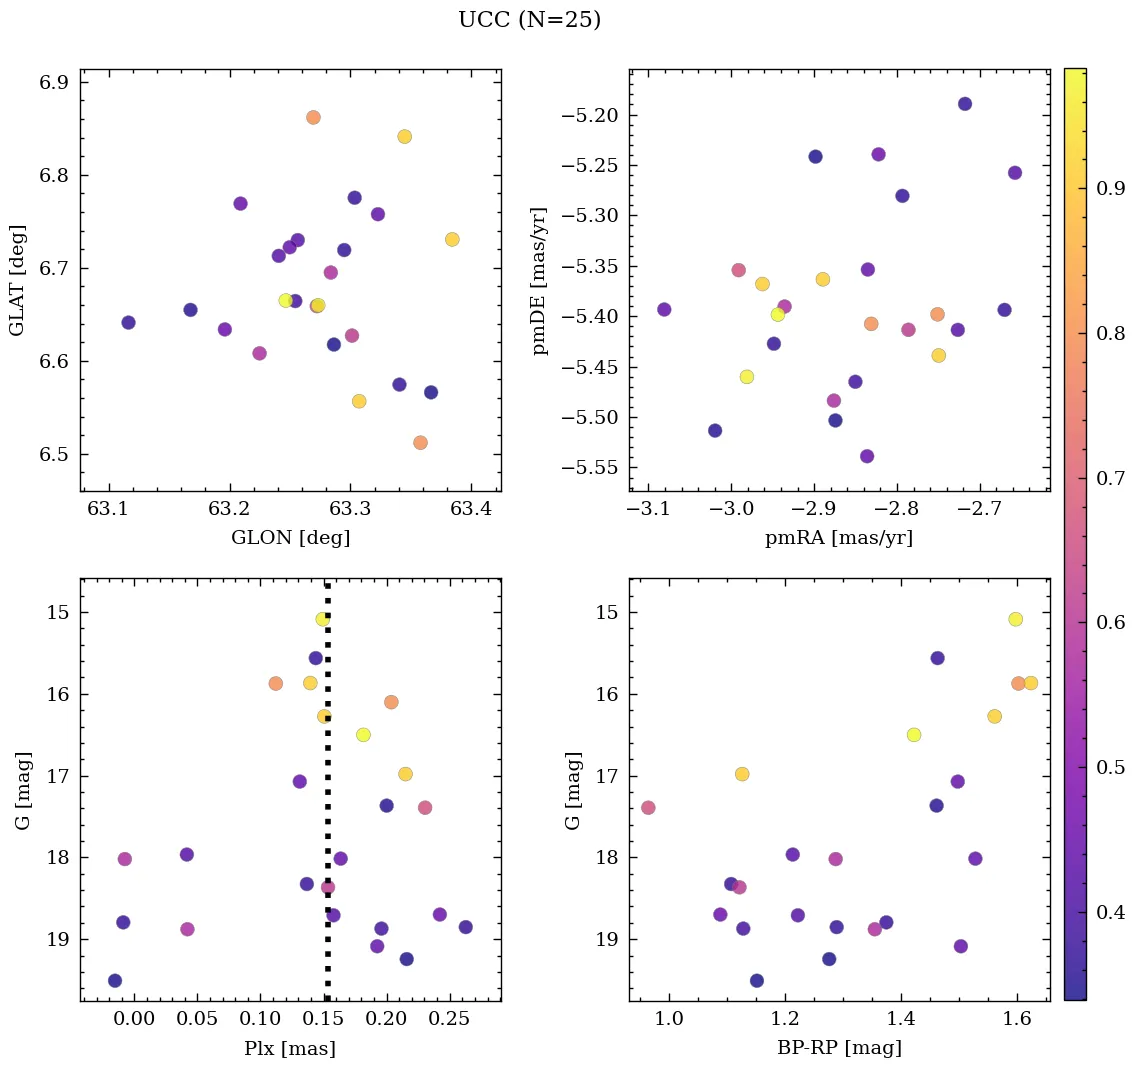 UCC (N=25)
6.9
6.8
6.7
6.6
6.5
GLAT [deg]
63.1 63.2 63.3 63.4
GLON [deg]
−5.20
−5.25
−5.30
−5.35
−5.40
−5.45
−5.50
−5.55
pmDE [mas/yr]
−3.1 −3.0 −2.9 −2.8 −2.7
pmRA [mas/yr]
0.9
0.8
0.7
0.6
0.5
0.4
15
16
17
18
19
G [mag]
0.00 0.05 0.10 0.15 0.20 0.25
Plx [mas]
15
16
17
18
19
G [mag]
1.0 1.2 1.4 1.6
BP-RP [mag]